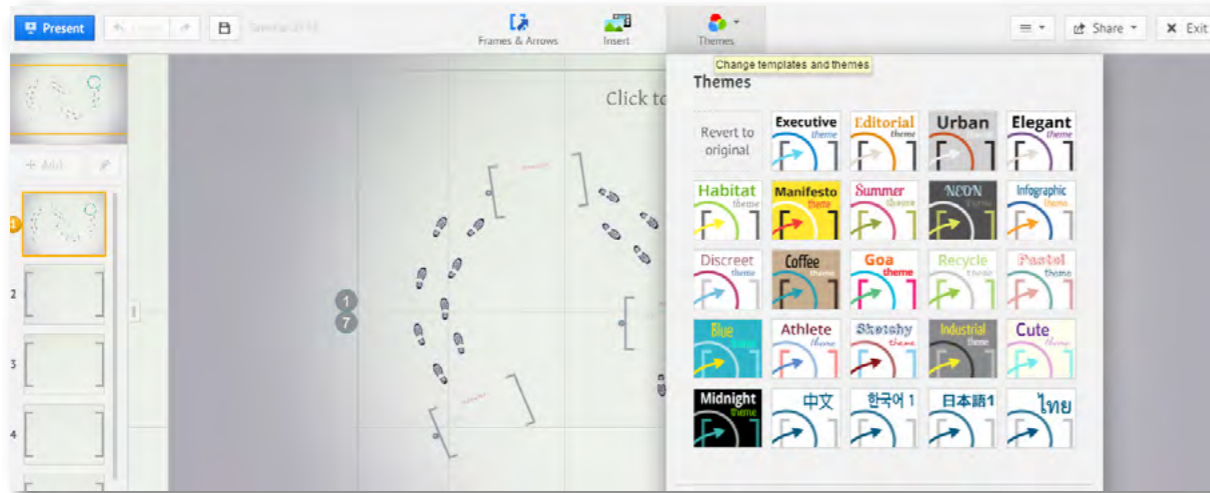 Present
Frames & Arrows
Insert
Themes
Share
Exit
Change templates and themes
Themes
Click to
Revert to
original
Executive
theme
Editorial
theme
Urban
theme
Elegant
theme
Habitat
theme
Manifesto
theme
Summer
theme
NEON
theme
Infographic
theme
Discreet
theme
Coffee
theme
Goa
theme
Recycle
theme
Pastel
theme
Blue
theme
Athlete
theme
Sketchy
theme
Industrial
theme
Cute
theme
Midnight
theme
中文
한국어 1
日本語1
ไทย
+ Add
1
2
3
4
1
7